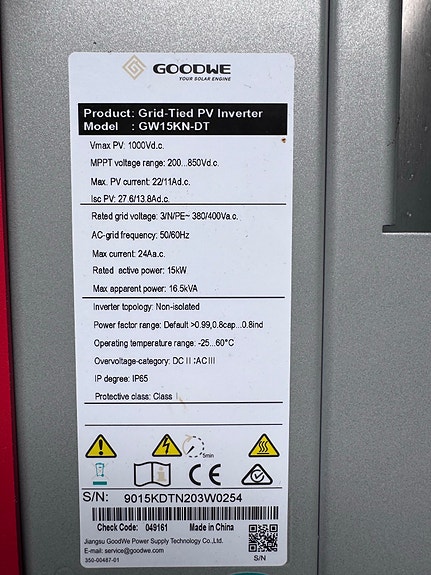 GOODWE
YOUR SOLAR ENGINE
Product: Grid-Tied PV Inverter
Model : GW15KN-DT
Vmax PV: 1000Vd.c.
MPPT voltage range: 200...850Vd.c.
Max. PV current: 22/11Ad.c.
Isc PV: 27.6/13.8Ad.c.
Rated grid voltage: 3/N/PE~ 380/400Va.c.
AC-grid frequency: 50/60Hz
Max current: 24Aa.c.
Rated active power: 15kW
Max apparent power: 16.5kVA
Inverter topology: Non-isolated
Power factor range: Default >0.99,0.8cap...0.8ind
Operating temperature range: -25...60°C
Overvoltage-category: DC II :AC III
IP degree: IP65
Protective class: Class I
5min
CE
S/N: 9015KDTN203W0254
Check Code: 049161 Made in China
Jiangsu GoodWe Power Supply Technology Co.,Ltd.
E-mail: service@goodwe.com
350-00487-01
S/N